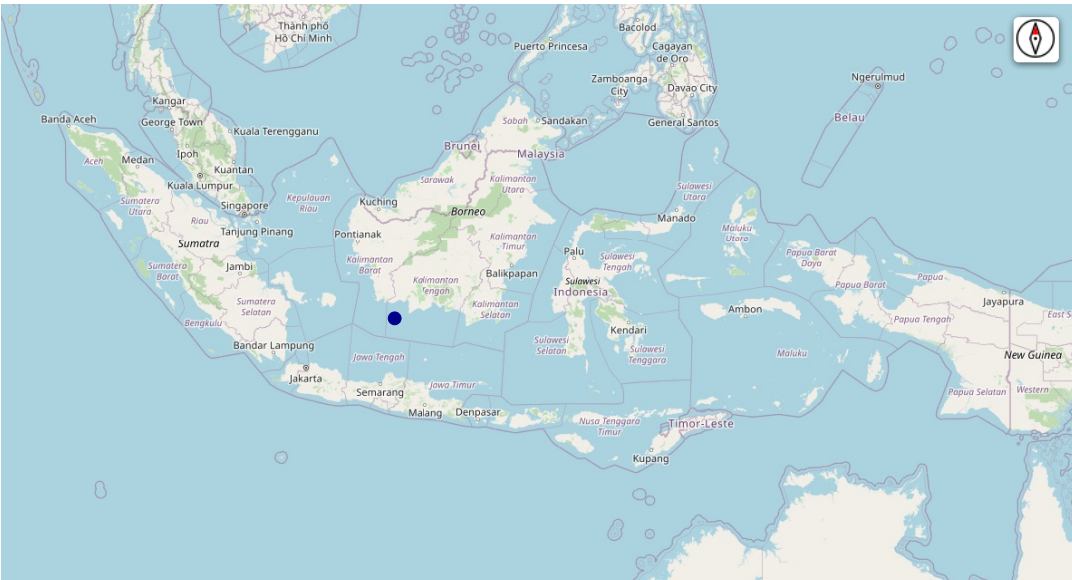 Thành phố
Hồ Chí Minh
Bacolod
Puerto Princesa
Cagayan
de Oro
Zamboanga
City
Davao City
Ngerulmud
Kangar
Banda Aceh
George Town
Kuala Terengganu
Sabah
Sandakan
General Santos
Belau
Ipoh
Brunei
Malaysia
Aceh
Medan
Kuantan
Kuala Lumpur
Sarawak
Kalimantan
Utara
Sulawesi
Utara
Sumatera
Utara
Kepulauan
Riau
Kuching
Singapore
Borneo
Riau
Manado
Tanjung Pinang
Pontianak
Maluku
Utara
Sumatra
Kalimantan
Timur
Palu
Papua Barat
Daya
Sumatera
Barat
Jambi
Kalimantan
Barat
Balikpapan
Sulawesi
Tengah
Papua
Kalimantan
Tengah
Sulawesi
Indonesia
Papua Barat
Sumatera
Selatan
Kalimantan
Selatan
Jayapura
Ambon
East S
Bengkulu
Papua Tengah
Kendari
Bandar Lampung
Sulawesi
Selatan
Sulawesi
Tenggara
Jawa Tengah
Maluku
New Guinea
Jakarta
Jawa Timur
Semarang
Papua Selatan
Western
Malang
Denpasar
Nusa Tenggara
Timur
Timor-Leste
Kupang